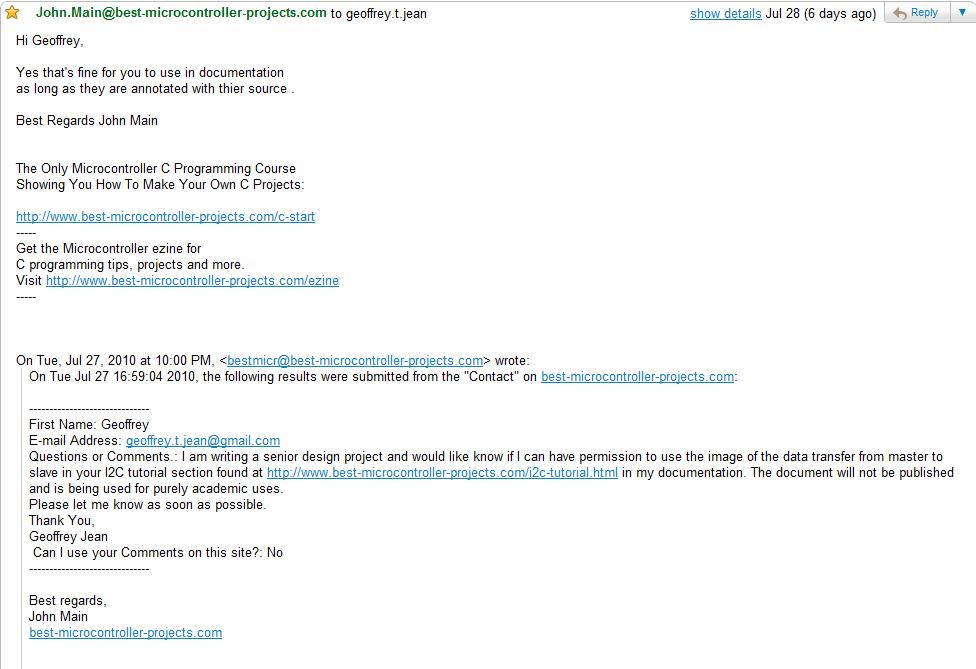 John.Main@best-microcontroller-projects.com to geoffrey.t.jean show details Jul 28 (6 days ago) Reply
Hi Geoffrey,
Yes that's fine for you to use in documentation
as long as they are annotated with thier source .
Best Regards John Main
The Only Microcontroller C Programming Course
Showing You How To Make Your Own C Projects:
http://www.best-microcontroller-projects.com/c-start
-----
Get the Microcontroller ezine for
C programming tips, projects and more.
Visit http://www.best-microcontroller-projects.com/ezine
-----
On Tue, Jul 27, 2010 at 10:00 PM, <bestmicr@best-microcontroller-projects.com> wrote:
On Tue Jul 27 16:59:04 2010, the following results were submitted from the "Contact" on best-microcontroller-projects.com:
------------------------------
First Name: Geoffrey
E-mail Address: geoffrey.t.jean@gmail.com
Questions or Comments.: I am writing a senior design project and would like know if I can have permission to use the image of the data transfer from master to
slave in your I2C tutorial section found at http://www.best-microcontroller-projects.com/i2c-tutorial.html in my documentation. The document will not be published
and is being used for purely academic uses.
Please let me know as soon as possible.
Thank You,
Geoffrey Jean
Can I use your Comments on this site?: No
------------------------------
Best regards,
John Main
best-microcontroller-projects.com